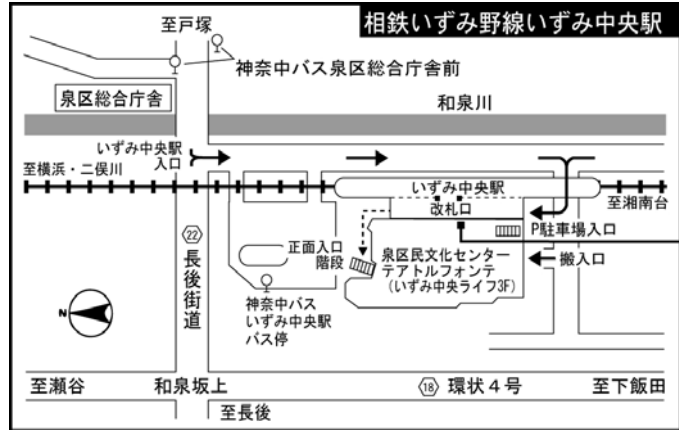 相鉄いずみ野線いずみ中央駅
至戸塚
神奈中バス泉区総合庁舎前
泉区総合庁舎
和泉川
いずみ中央駅
入口
至横浜・二俣川
いずみ中央駅
至湘南台
改札口
P駐車場入口
22
長後街道
正面入口
階段
泉区民文化センター
テアトルフォンテ
(いずみ中央ライフ3F)
搬入口
神奈中バス
いずみ中央駅
バス停
N
至瀬谷
和泉坂上
18
環状4号
至下飯田
至長後